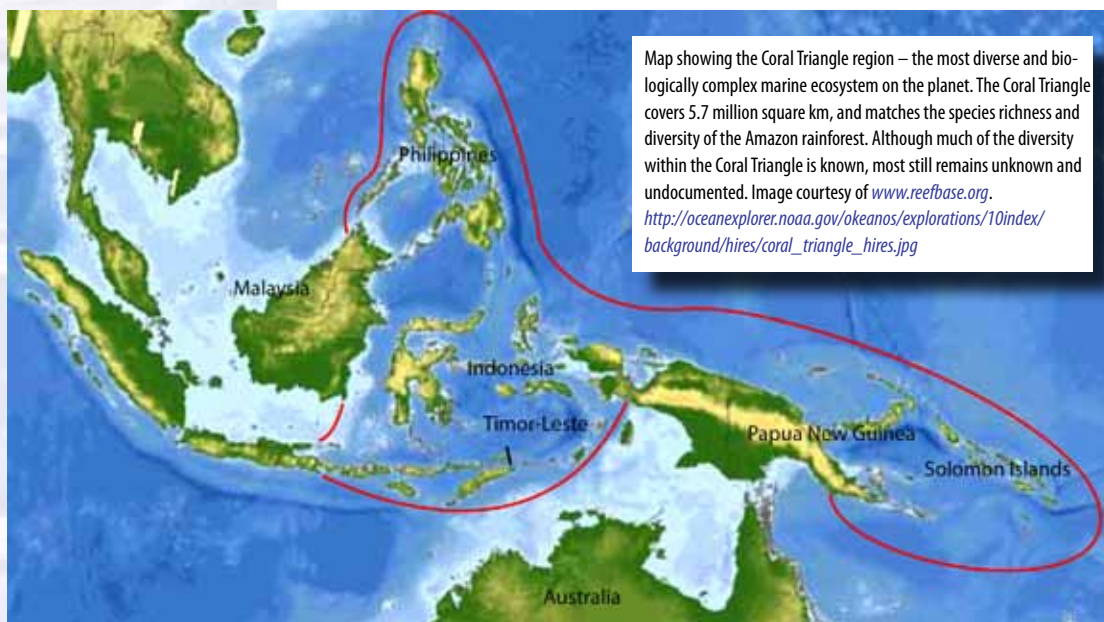 Map showing the Coral Triangle region – the most diverse and bio-
logically complex marine ecosystem on the planet. The Coral Triangle
covers 5.7 million square km, and matches the species richness and
diversity of the Amazon rainforest. Although much of the diversity
within the Coral Triangle is known, most still remains unknown and
undocumented. Image courtesy of www.reefbase.org.
http://oceanexplorer.noaa.gov/okeanos/explorations/10index/
background/hires/coral_triangle_hires.jpg
Philippines
Malaysia
Indonesia
Timor-Leste
Papua New Guinea
Solomon Islands
Australia